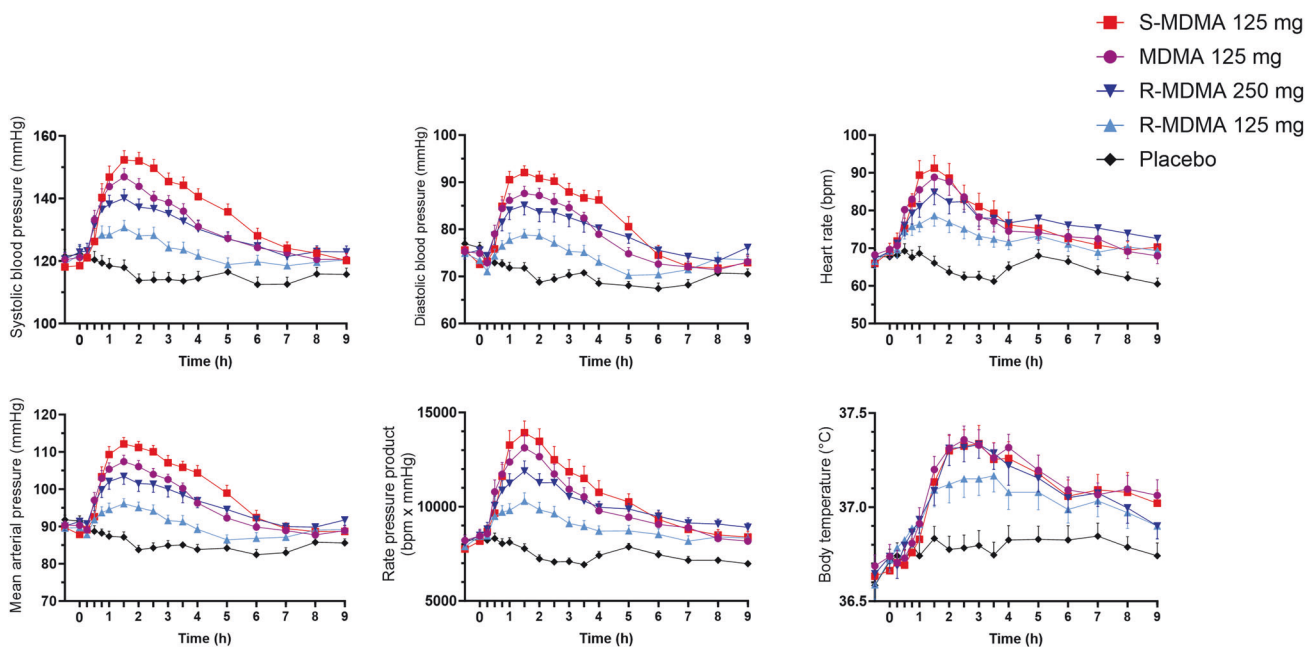 S-MDMA 125 mg
MDMA 125 mg
R-MDMA 250 mg
R-MDMA 125 mg
Placebo
Systolic blood pressure (mmHg)
160
140
120
100
0 1 2 3 4 5 6 7 8 9
Time (h)
Diastolic blood pressure (mmHg)
100
90
80
70
60
0 1 2 3 4 5 6 7 8 9
Time (h)
Heart rate (bpm)
100
90
80
70
60
50
0 1 2 3 4 5 6 7 8 9
Time (h)
Mean arterial pressure (mmHg)
120
110
100
90
80
70
0 1 2 3 4 5 6 7 8 9
Time (h)
Rate pressure product
(bpm x mmHg)
15000
10000
5000
0 1 2 3 4 5 6 7 8 9
Time (h)
Body temperature (°C)
37.5
37.0
36.5
0 1 2 3 4 5 6 7 8 9
Time (h)